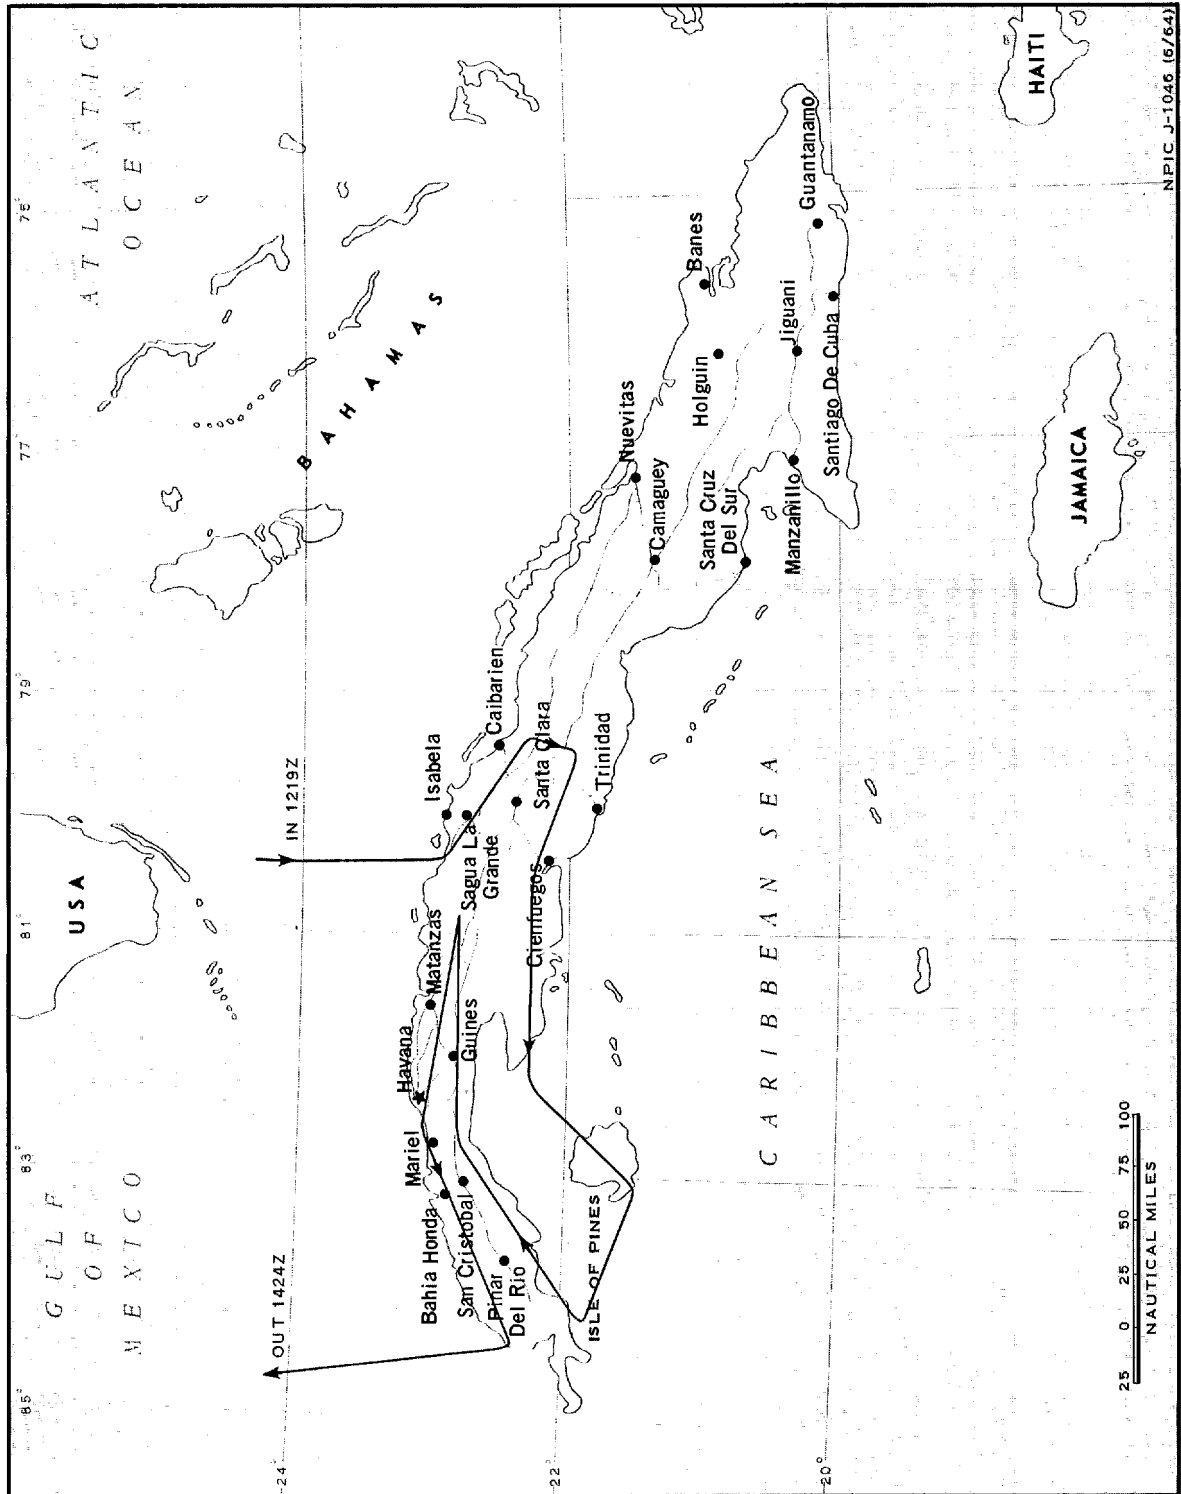 85°
83°
81°
79°
77°
75°
GULF
OF
MEXICO
USA
ATLANTIC
OCEAN
BAHAMAS
OUT 1424Z
IN 1219Z
24°
22°
20°
Bahia Honda
Mariel
Havana
Matanzas
Isabela
Sagua La
Grande
Caibarien
San Cristobal
Pinar
Del Rio
Guines
Cienfuegos
Santa Clara
Trinidad
ISLE OF PINES
Nuevitas
Camaguey
Santa Cruz
Del Sur
Holguin
Banes
Manzanillo
Jiguani
Santiago De Cuba
Guantanamo
CARIBBEAN SEA
JAMAICA
HAITI
25 0 25 50 75 100
NAUTICAL MILES
NPIC J-1046 (6/64)